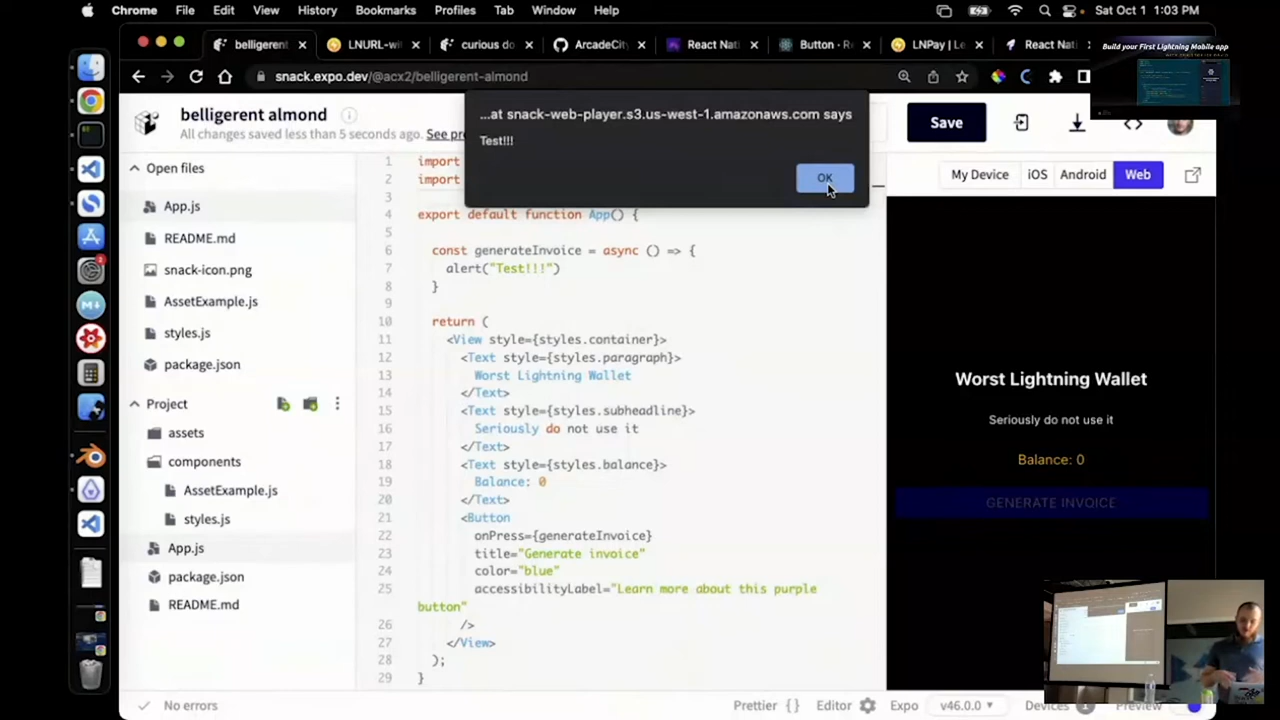 Chrome File Edit View History Bookmarks Profiles Tab Window Help Sat Oct 1 1:03 PM
belligerent LNURL-wi curious do ArcadeCity React Nati Button · Re LNPay | Le React Nati
snack.expo.dev/@acx2/belligerent-almond
Build your First Lightning Mobile app
belligerent almond
All changes saved less than 5 seconds ago. See pr
...at snack-web-player.s3.us-west-1.amazonaws.com says
Test!!!
OK
Save
Open files
App.js
README.md
snack-icon.png
AssetExample.js
styles.js
package.json
Project
assets
components
AssetExample.js
styles.js
App.js
package.json
README.md
1 import
2 import
3
4 export default function App() {
5
6 const generateInvoice = async () => {
7 alert("Test!!!")
8 }
9
10 return (
11 <View style={styles.container}>
12 <Text style={styles.paragraph}>
13 Worst Lightning Wallet
14 </Text>
15 <Text style={styles.subheadline}>
16 Seriously do not use it
17 </Text>
18 <Text style={styles.balance}>
19 Balance: 0
20 </Text>
21 <Button
22 onPress={generateInvoice}
23 title="Generate invoice"
24 color="blue"
25 accessibilityLabel="Learn more about this purple
button"
26 />
27 </View>
28 );
29 }
My Device iOS Android Web
Worst Lightning Wallet
Seriously do not use it
Balance: 0
GENERATE INVOICE
No errors
Prettier {} Editor Expo v46.0.0 Devices 1 Preview